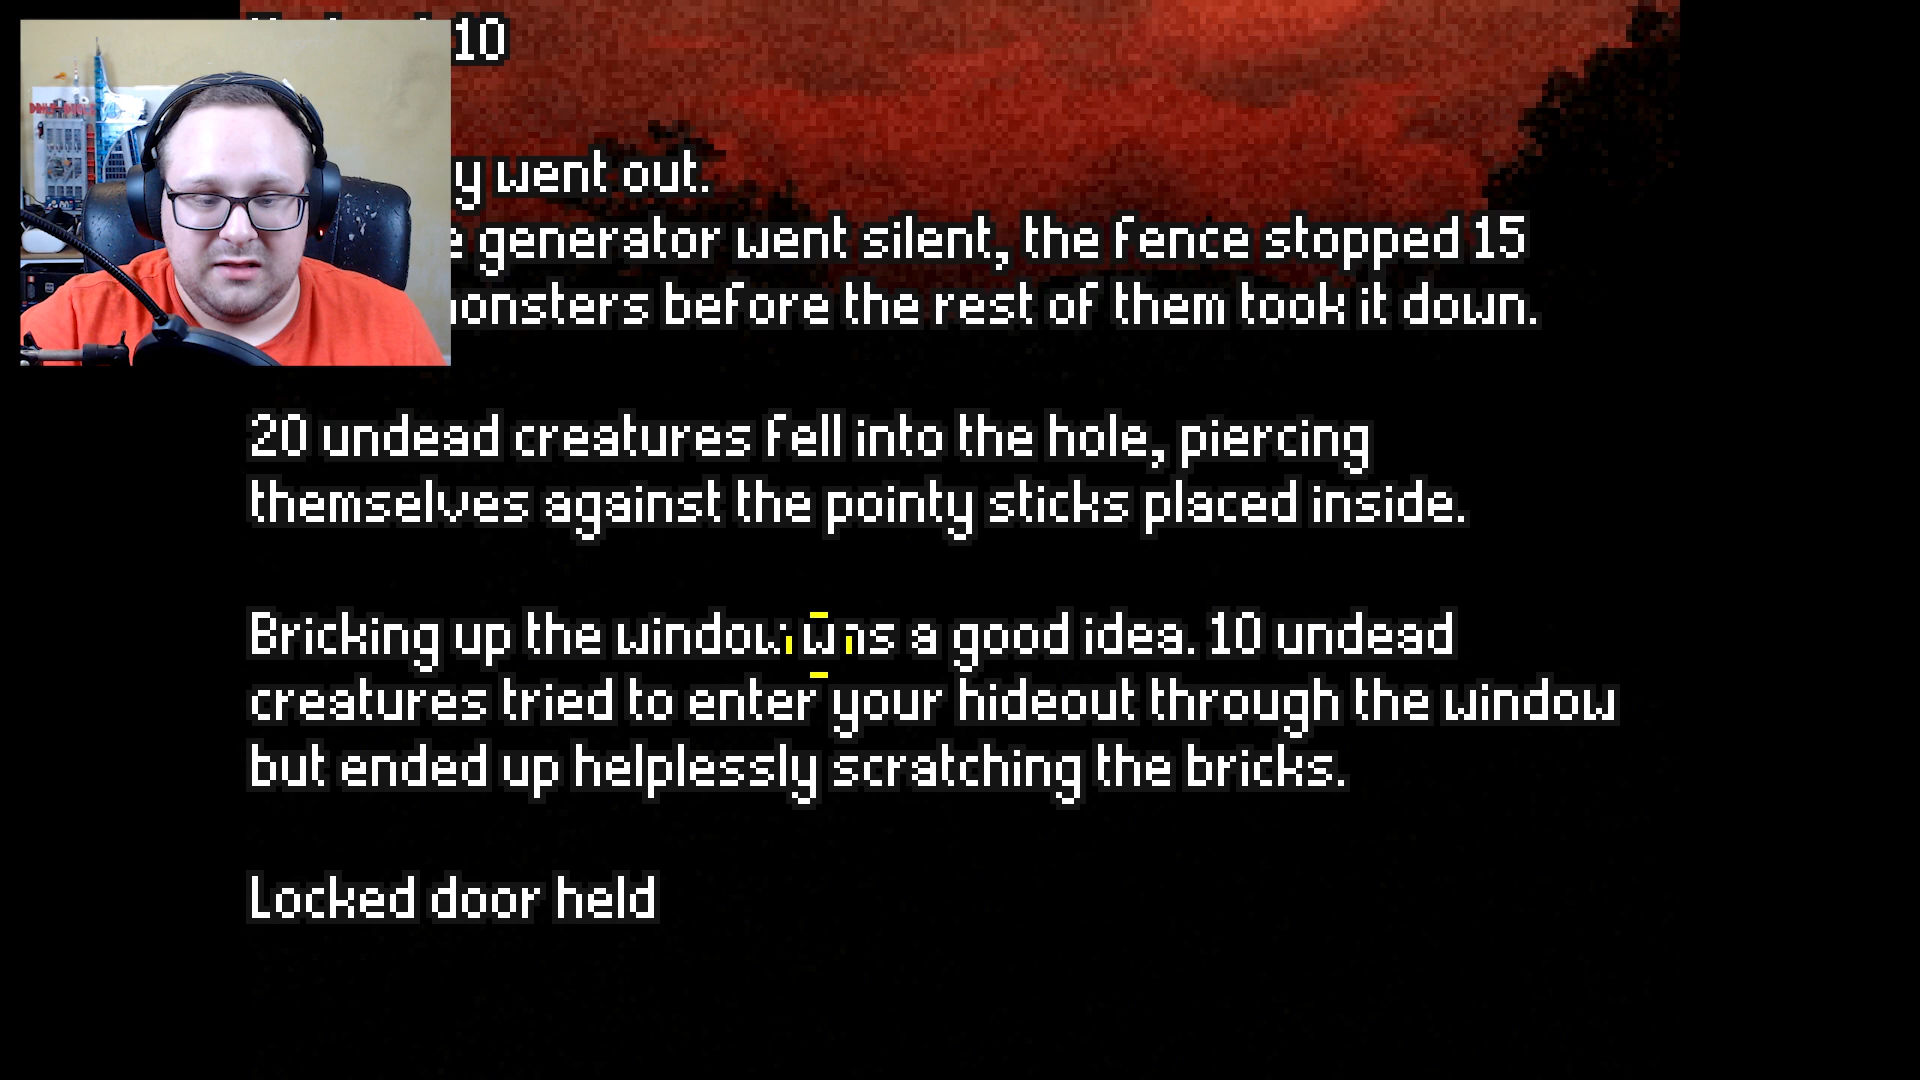 10
y went out.
generator went silent, the fence stopped 15
monsters before the rest of them took it down.
20 undead creatures fell into the hole, piercing
themselves against the pointy sticks placed inside.
Bricking up the window was a good idea. 10 undead
creatures tried to enter your hideout through the window
but ended up helplessly scratching the bricks.
Locked door held